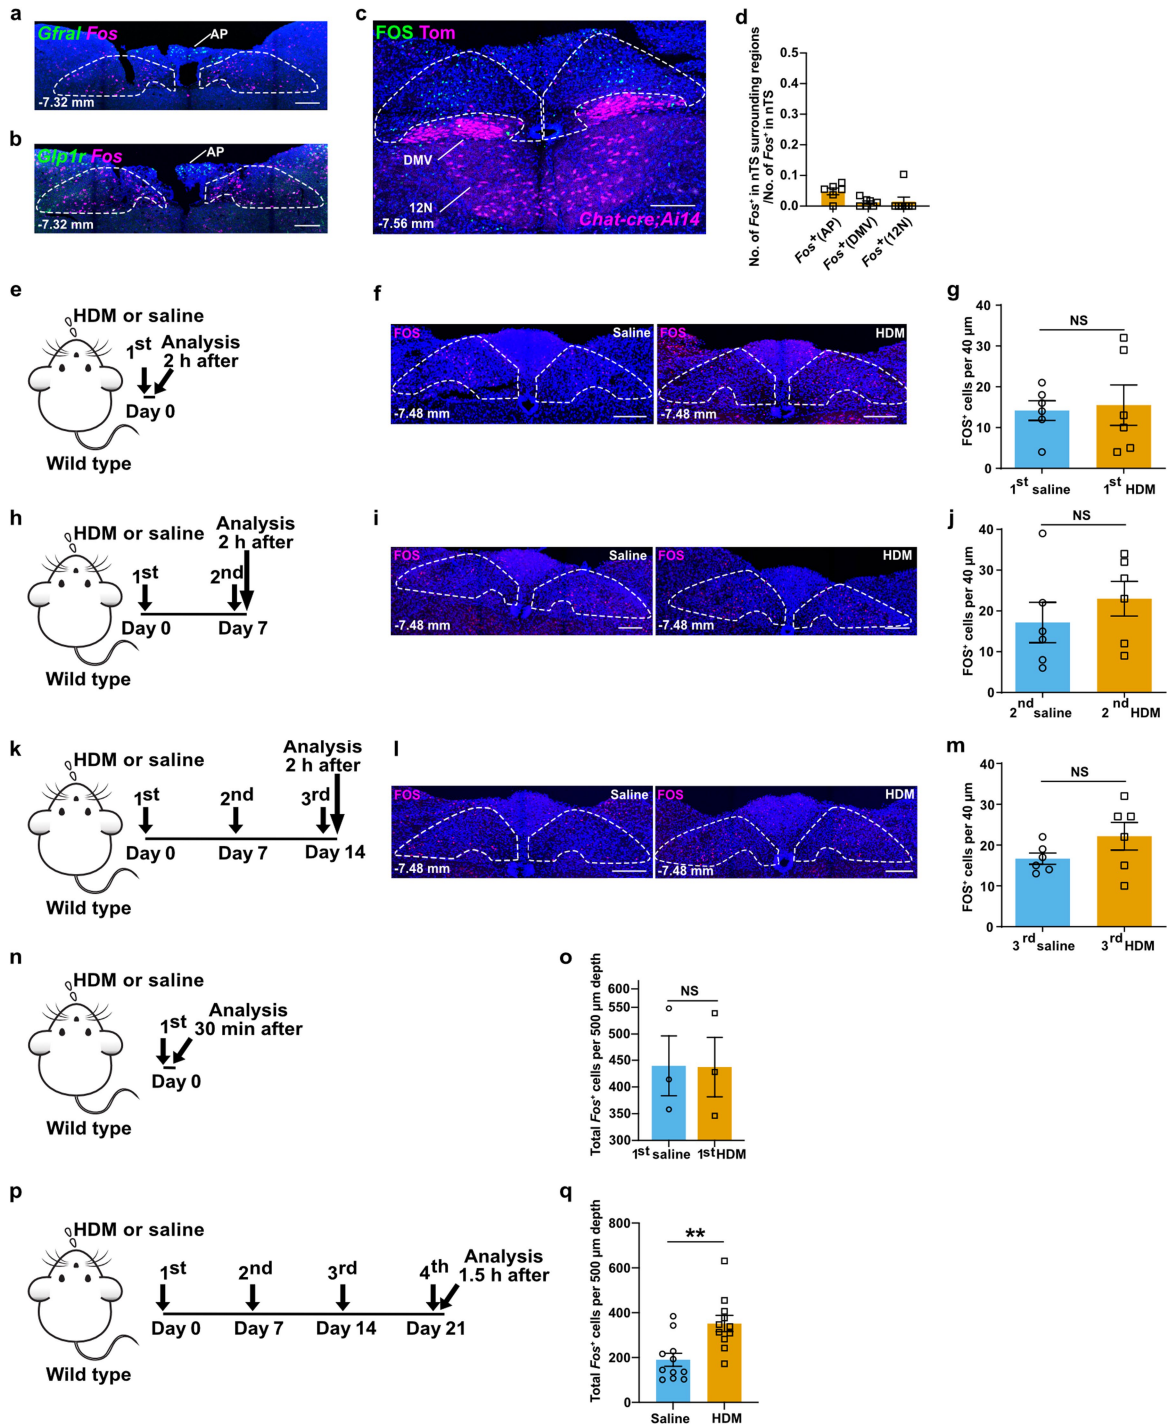 a
Gfral Fos
AP
-7.32 mm
b
Glp1r Fos
AP
-7.32 mm
c
FOS Tom
DMV
12N
-7.56 mm
Chat-cre;Ai14
d
No. of Fos+ in nTS surrounding regions
/No. of Fos+ in nTS
0.5
0.4
0.3
0.2
0.1
0.0
Fos+(AP)
Fos+(DMV)
Fos+(12N)
e
HDM or saline
1st
Analysis
2 h after
Day 0
Wild type
f
FOS
Saline
-7.48 mm
HDM
-7.48 mm
g
FOS+ cells per 40 µm
40
30
20
10
0
NS
1st saline
1st HDM
h
HDM or saline
Analysis
2 h after
1st
2nd
Day 0
Day 7
Wild type
i
FOS
Saline
-7.48 mm
FOS
HDM
-7.48 mm
j
FOS+ cells per 40 µm
40
30
20
10
0
NS
2nd saline
2nd HDM
k
HDM or saline
Analysis
2 h after
1st
2nd
3rd
Day 0
Day 7
Day 14
Wild type
l
FOS
Saline
-7.48 mm
FOS
HDM
-7.48 mm
m
FOS+ cells per 40 µm
40
30
20
10
0
NS
3rd saline
3rd HDM
n
HDM or saline
1st
Analysis
30 min after
Day 0
Wild type
o
Total Fos+ cells per 500 µm depth
600
550
500
450
400
350
300
NS
1st saline
1st HDM
p
HDM or saline
1st
2nd
3rd
4th
Analysis
1.5 h after
Day 0
Day 7
Day 14
Day 21
Wild type
q
Total Fos+ cells per 500 µm depth
800
600
400
200
0
**
Saline
HDM